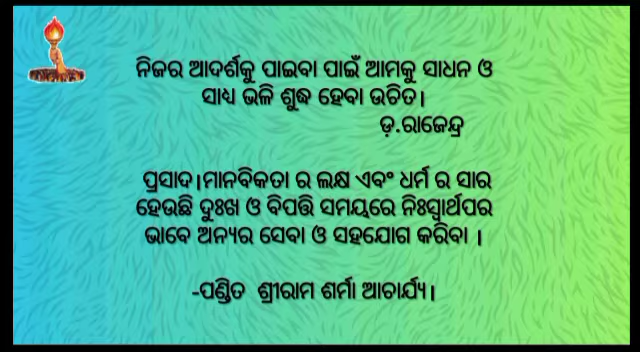 ନିଜର ଆଦର୍ଶକୁ ପାଇବା ପାଇଁ ଆମକୁ ସାଧନ ଓ
ସାଧ୍ୟ ଭଳି ଶୁଦ୍ଧ ହେବା ଉଚିତ।
ଡ଼.ରାଜେନ୍ଦ୍ର
ପ୍ରସାଦ।ମାନବିକତା ର ଲକ୍ଷ ଏବଂ ଧର୍ମ ର ସାର
ହେଉଛି ଦୁଃଖ ଓ ବିପତ୍ତି ସମୟରେ ନିଃସ୍ୱାର୍ଥପର
ଭାବେ ଅନ୍ୟର ସେବା ଓ ସହଯୋଗ କରିବା ।
-ପଣ୍ଡିତ ଶ୍ରୀରାମ ଶର୍ମା ଆଚାର୍ଯ୍ୟ।